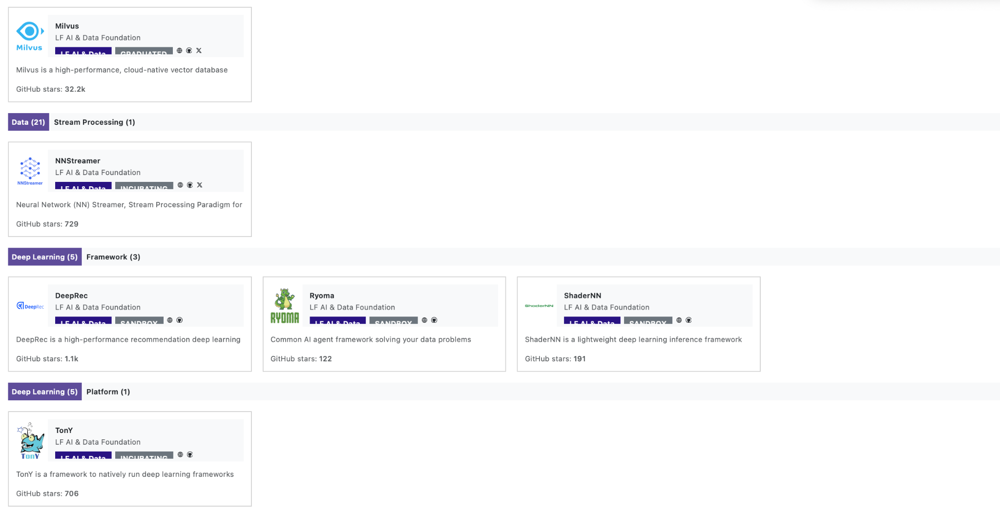 Milvus
LF AI & Data Foundation
Milvus
LF AI & Data GRADUATED
Milvus is a high-performance, cloud-native vector database
GitHub stars: 32.2k
Data (21) Stream Processing (1)
NNStreamer
LF AI & Data Foundation
NNStreamer
LF AI & Data INCUBATING
Neural Network (NN) Streamer, Stream Processing Paradigm for
GitHub stars: 729
Deep Learning (5) Framework (3)
DeepRec
LF AI & Data Foundation
DeepRec
LF AI & Data SANDBOX
DeepRec is a high-performance recommendation deep learning
GitHub stars: 1.1k
Ryoma
LF AI & Data Foundation
RYOMA
LF AI & Data SANDBOX
Common AI agent framework solving your data problems
GitHub stars: 122
ShaderNN
LF AI & Data Foundation
ShaderNN
LF AI & Data SANDBOX
ShaderNN is a lightweight deep learning inference framework
GitHub stars: 191
Deep Learning (5) Platform (1)
TonY
LF AI & Data Foundation
TonY
LF AI & Data INCUBATING
TonY is a framework to natively run deep learning frameworks
GitHub stars: 706